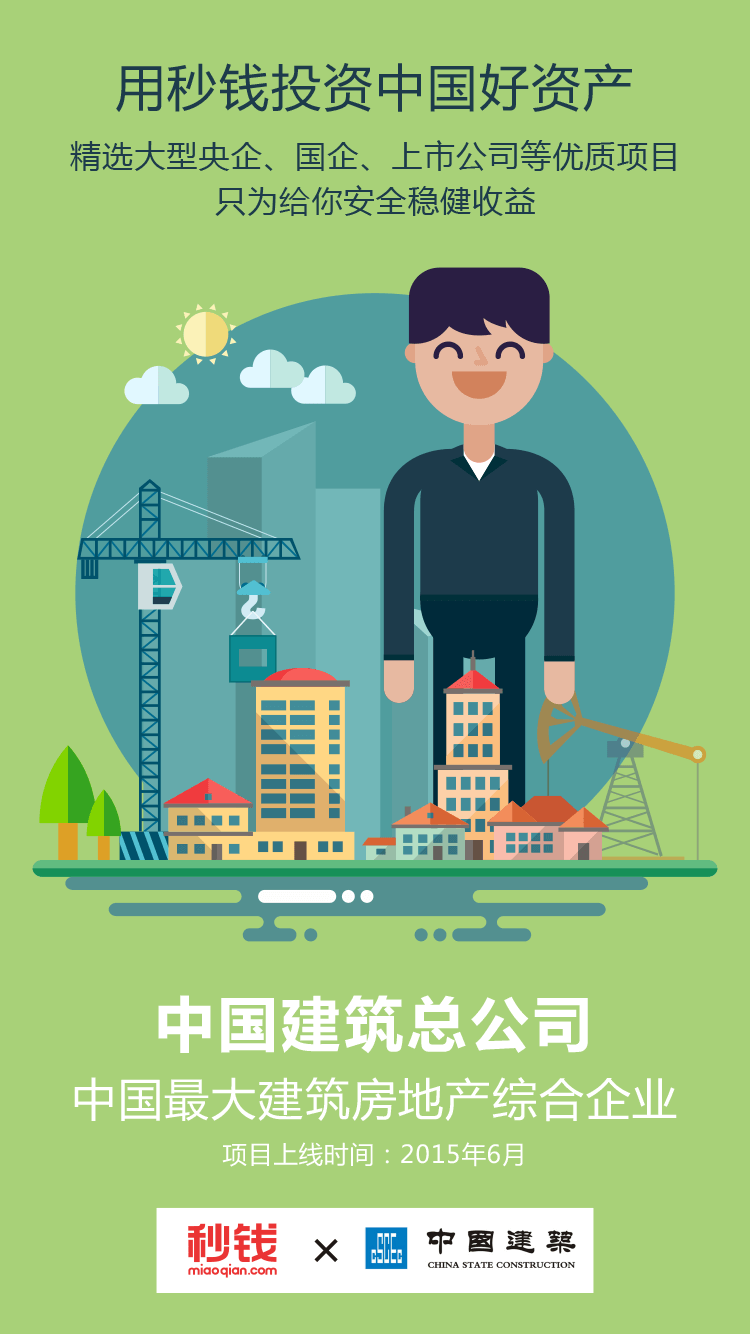 用秒钱投资中国好资产
精选大型央企、国企、上市公司等优质项目
只为给你安全稳健收益
中国建筑总公司
中国最大建筑房地产综合企业
项目上线时间：2015年6月
秒钱
miaoqian.com
×
CSCEC
中國建築
CHINA STATE CONSTRUCTION